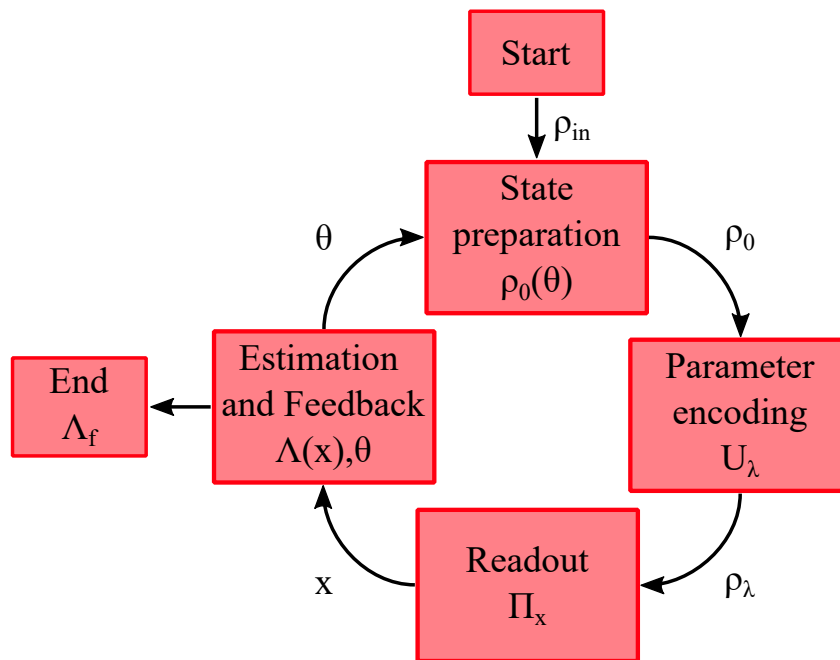 Start
ρin
State
preparation
ρ0(θ)
θ
ρ0
Estimation
and Feedback
Λ(x),θ
End
Λf
Parameter
encoding
Uλ
Readout
Πx
x
ρλ